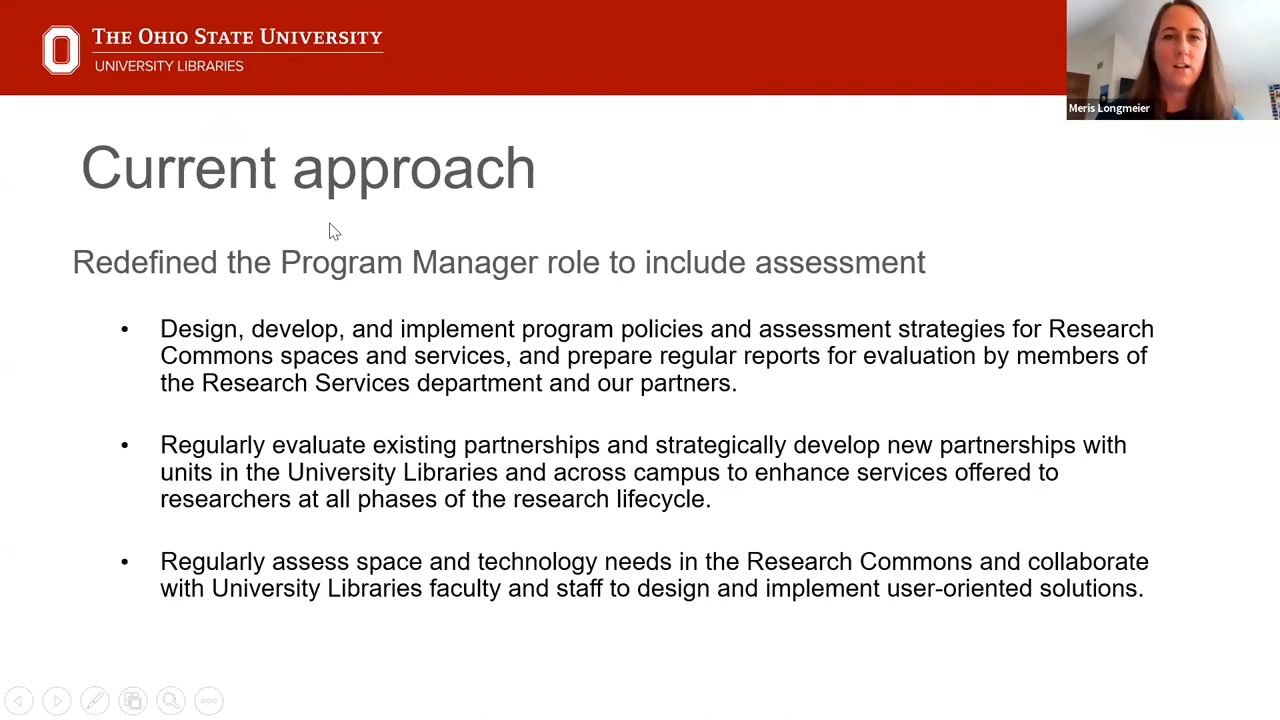 THE OHIO STATE UNIVERSITY
UNIVERSITY LIBRARIES
Meris Longmeier
Current approach
Redefined the Program Manager role to include assessment
• Design, develop, and implement program policies and assessment strategies for Research
Commons spaces and services, and prepare regular reports for evaluation by members of
the Research Services department and our partners.
• Regularly evaluate existing partnerships and strategically develop new partnerships with
units in the University Libraries and across campus to enhance services offered to
researchers at all phases of the research lifecycle.
• Regularly assess space and technology needs in the Research Commons and collaborate
with University Libraries faculty and staff to design and implement user-oriented solutions.